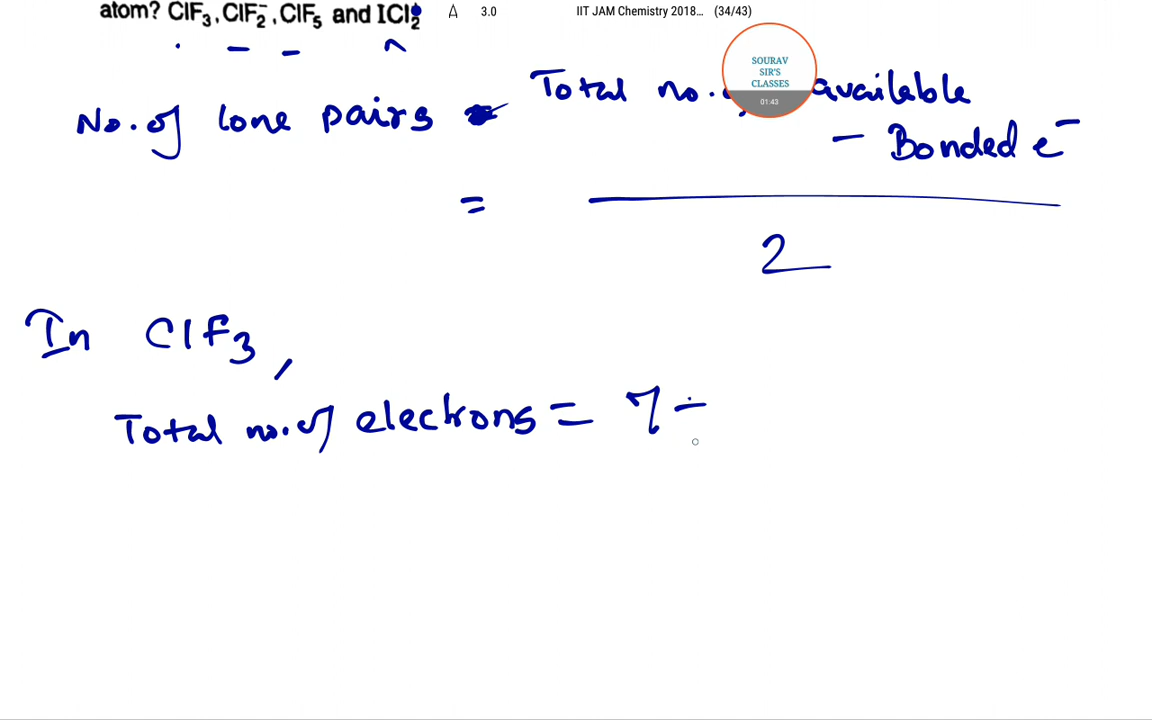 atom? ClF₃, ClF₂⁻, ClF₅ and ICl₂
A 3.0
IIT JAM Chemistry 2018... (34/43)
SOURAV
SIR'S
CLASSES
01:43
No. of lone pairs = Total no. available
- Bonded e⁻
2
In ClF₃,
Total no. of electrons = 7 -